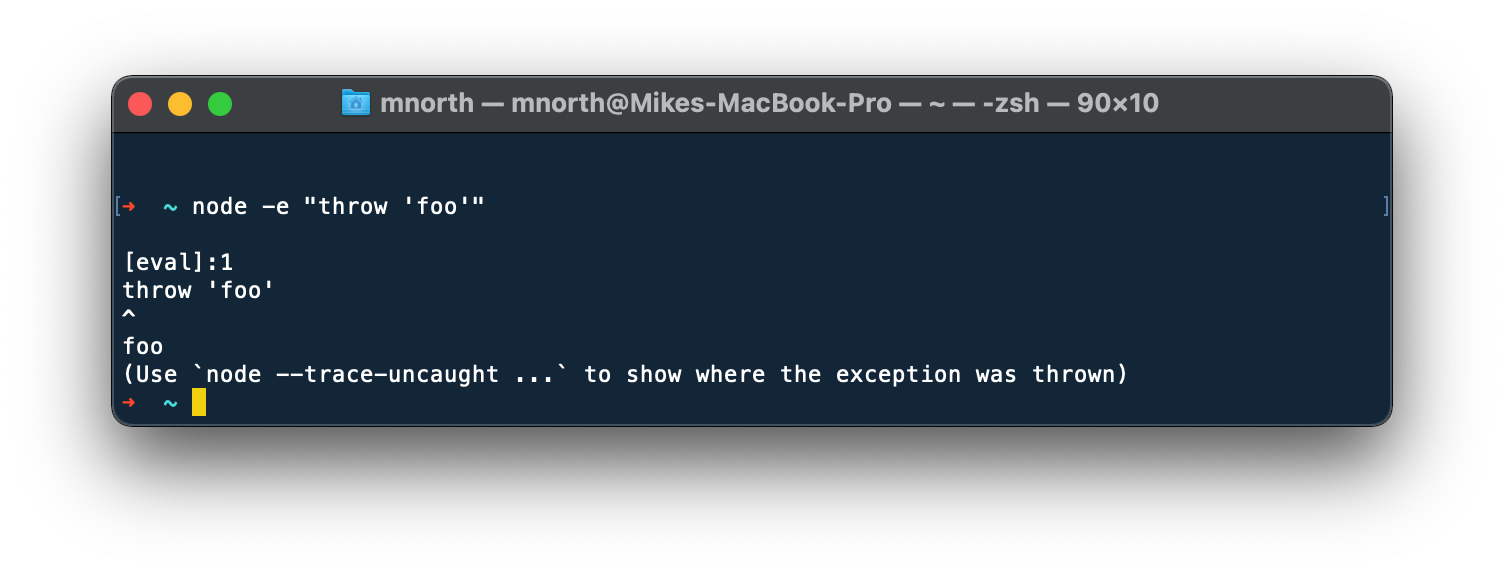 mnorth — mnorth@Mikes-MacBook-Pro — ~ — -zsh — 90×10
[➜  ~ node -e "throw 'foo'" ]
[eval]:1
throw 'foo'
^
foo
(Use `node --trace-uncaught ...` to show where the exception was thrown)
➜  ~